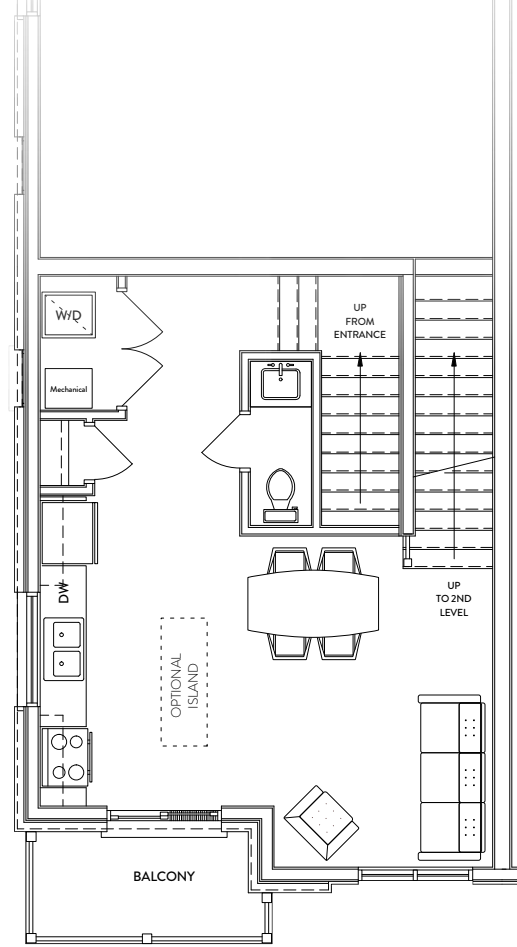 UP
FROM
ENTRANCE
W/D
Mechanical
DW
UP
TO 2ND
LEVEL
OPTIONAL
ISLAND
BALCONY